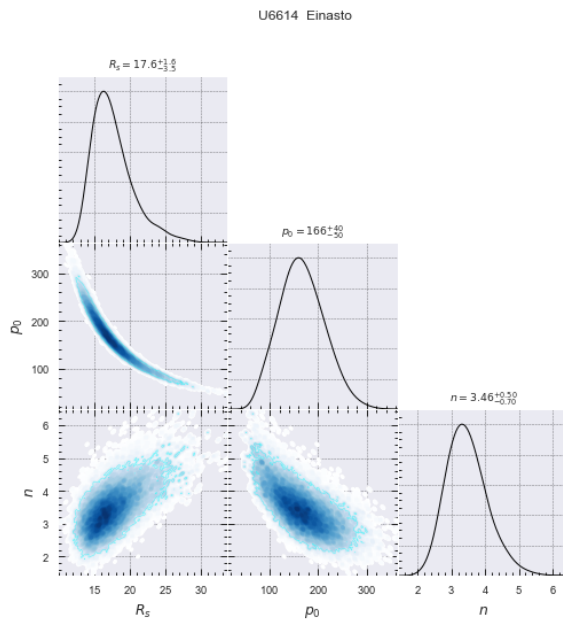 U6614 Einasto
R_s = 17.6^{+1.6}_{-3.5}
p_0 = 166^{+40}_{-50}
300
200
100
p_0
n = 3.46^{+0.50}_{-0.70}
6
5
4
3
2
n
10 15 20 25 30
100 200 300
2 3 4 5 6
R_s
p_0
n